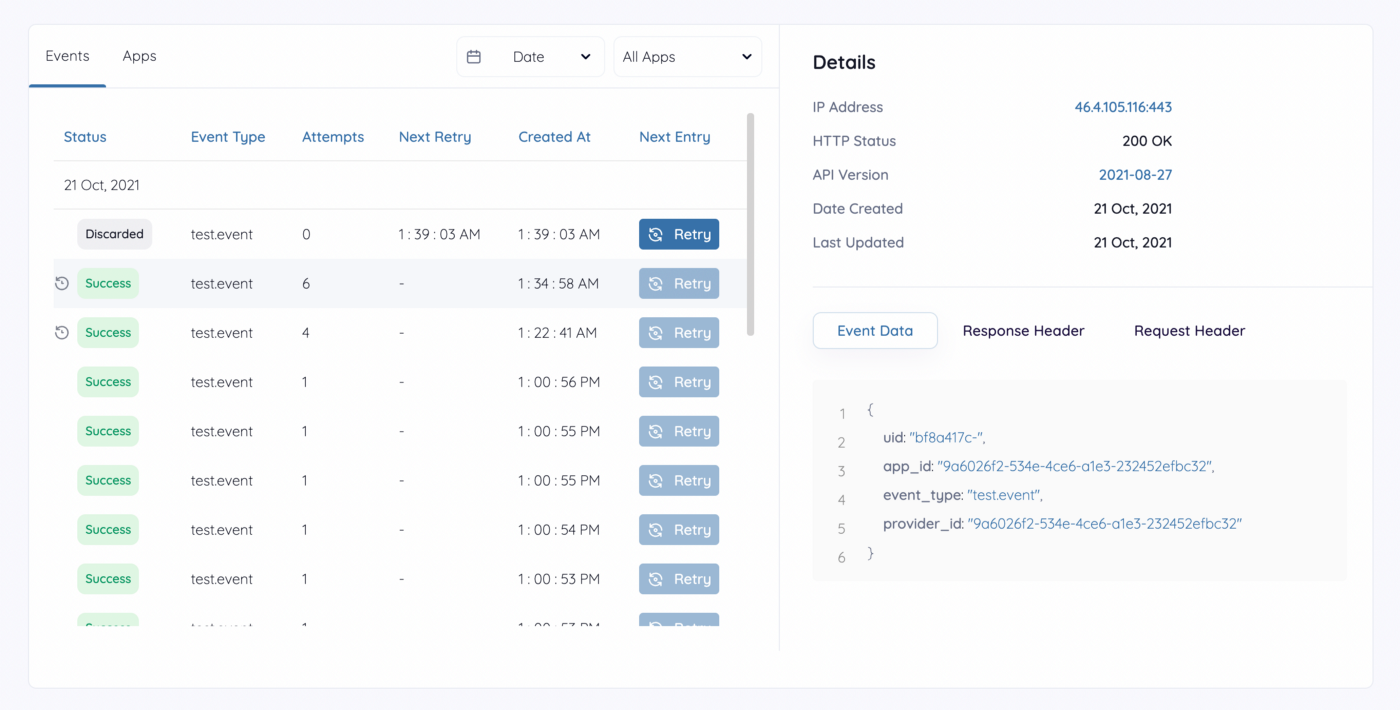 Events Apps Date All Apps
Status Event Type Attempts Next Retry Created At Next Entry
21 Oct, 2021
Discarded test.event 0 1 : 39 : 03 AM 1 : 39 : 03 AM Retry
Success test.event 6 - 1 : 34 : 58 AM Retry
Success test.event 4 - 1 : 22 : 41 AM Retry
Success test.event 1 - 1 : 00 : 56 PM Retry
Success test.event 1 - 1 : 00 : 55 PM Retry
Success test.event 1 - 1 : 00 : 55 PM Retry
Success test.event 1 - 1 : 00 : 54 PM Retry
Success test.event 1 - 1 : 00 : 53 PM Retry
Details
IP Address 46.4.105.116:443
HTTP Status 200 OK
API Version 2021-08-27
Date Created 21 Oct, 2021
Last Updated 21 Oct, 2021
Event Data Response Header Request Header
1 {
2 uid: "bf8a417c-",
3 app_id: "9a6026f2-534e-4ce6-a1e3-232452efbc32",
4 event_type: "test.event",
5 provider_id: "9a6026f2-534e-4ce6-a1e3-232452efbc32"
6 }